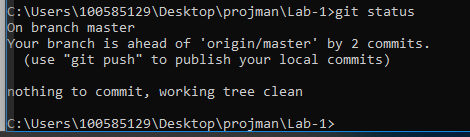 C:\Users\100585129\Desktop\projman\Lab-1>git status
On branch master
Your branch is ahead of 'origin/master' by 2 commits.
  (use "git push" to publish your local commits)

nothing to commit, working tree clean

C:\Users\100585129\Desktop\projman\Lab-1>